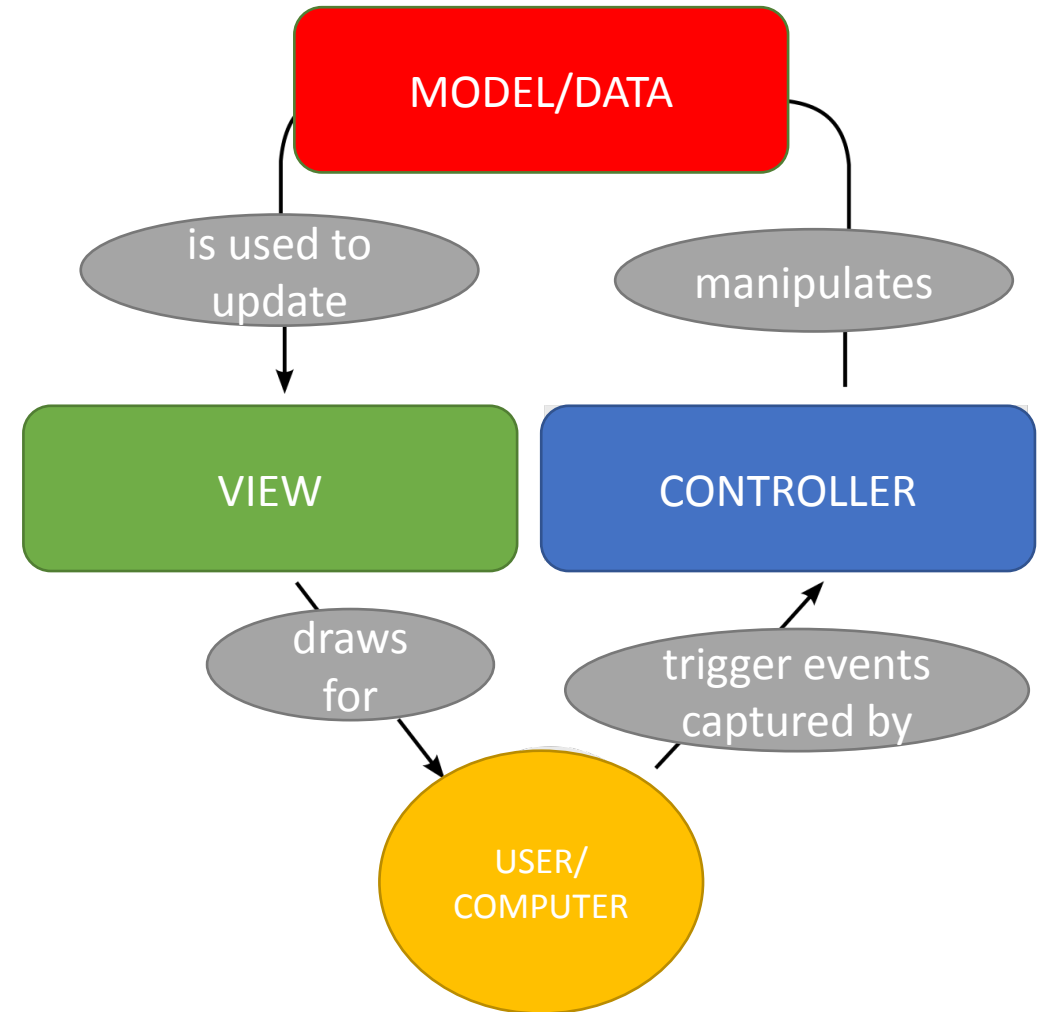 MODEL/DATA
is used to
update
manipulates
VIEW
CONTROLLER
draws
for
trigger events
captured by
USER/
COMPUTER